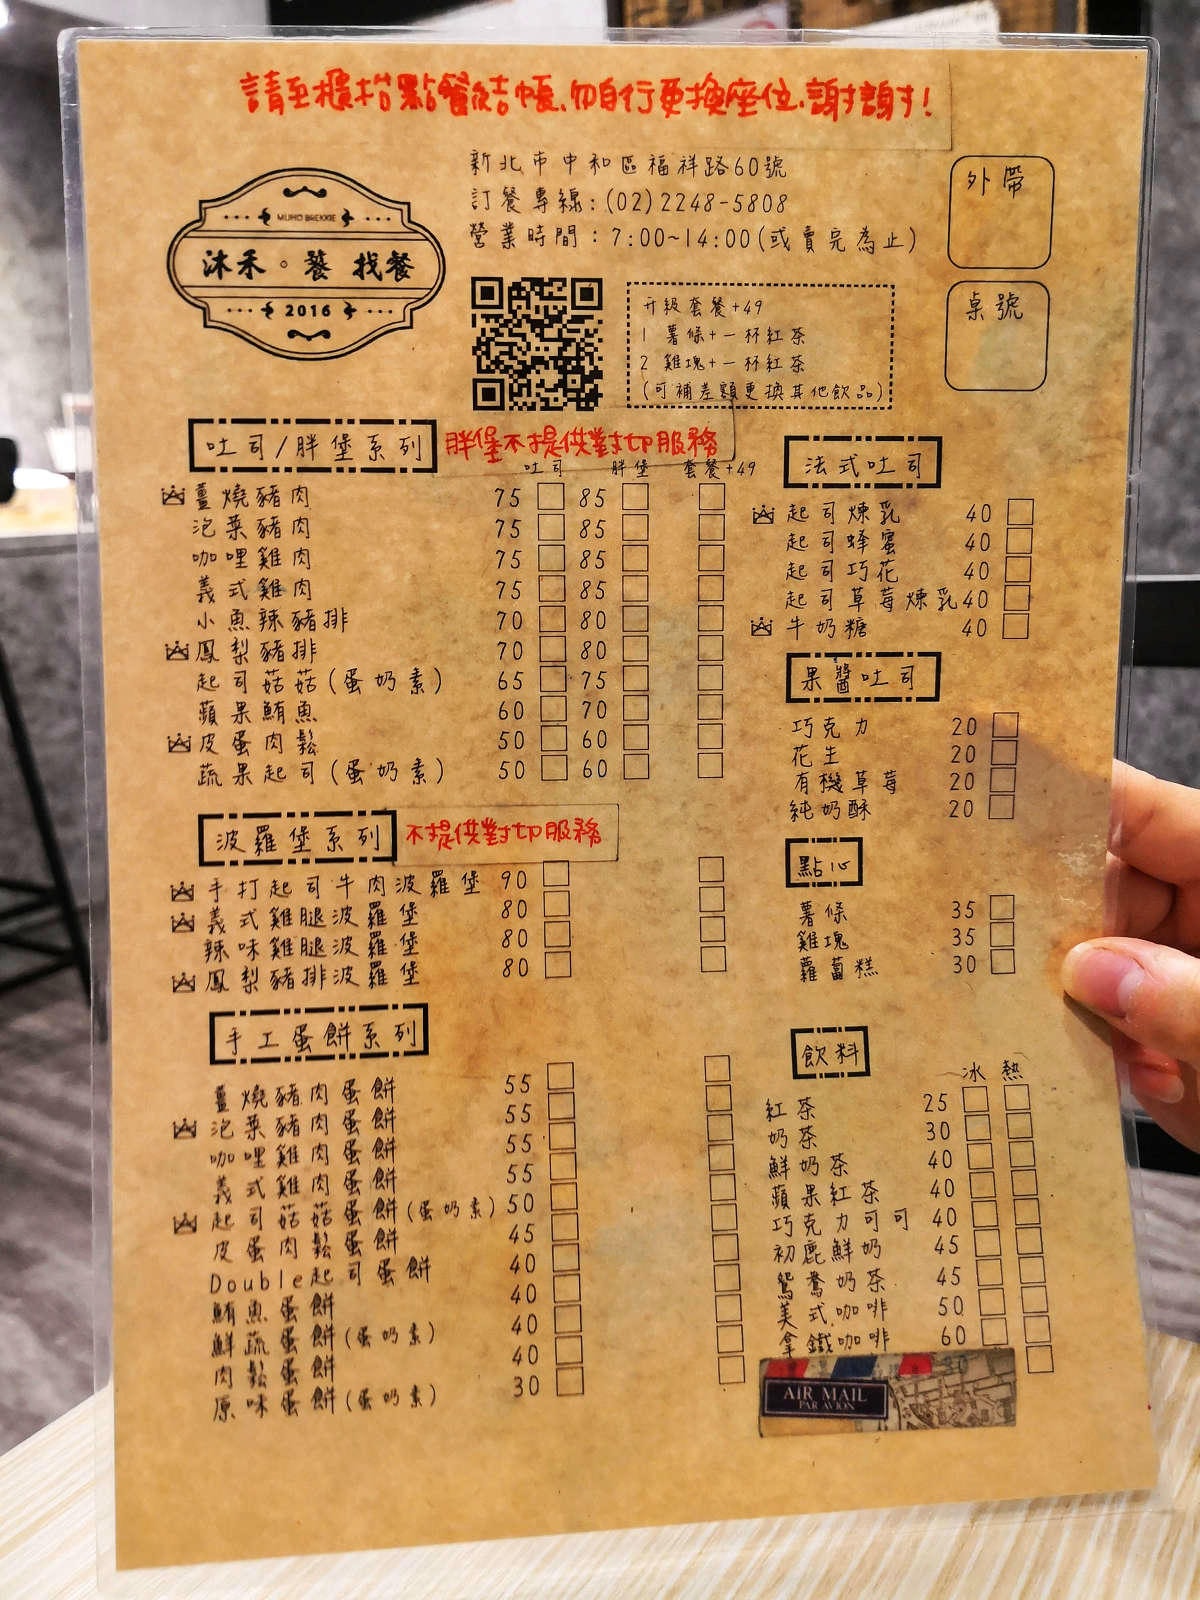 請至櫃枱點餐後結帳.勿自行更換座位.謝謝!
MUHO BREKKIE
沐禾。饕 找餐
2016
新北市中和區福祥路60號
訂餐專線:(02)2248-5808
營業時間:7:00~14:00(或賣完為止)
外帶
桌號
升級套餐+49
1 薯條+一杯紅茶
2 雞塊+一杯紅茶
(可補差額更換其他飲品)
吐司/胖堡系列 胖堡不提供對切服務
吐司 胖堡 套餐+49
薑燒豬肉 75 85
泡菜豬肉 75 85
咖哩雞肉 75 85
義式雞肉 75 85
小魚辣豬排 70 80
鳳梨豬排 70 80
起司菇菇(蛋奶素) 65 75
蘋果鮪魚 60 70
皮蛋肉鬆 50 60
蔬果起司(蛋奶素) 50 60
波羅堡系列 不提供對切服務
手打起司牛肉波羅堡 90
義式雞腿波羅堡 80
辣味雞腿波羅堡 80
鳳梨豬排波羅堡 80
手工蛋餅系列
薑燒豬肉蛋餅 55
泡菜豬肉蛋餅 55
咖哩雞肉蛋餅 55
義式雞肉蛋餅 55
起司菇菇蛋餅(蛋奶素) 50
皮蛋肉鬆蛋餅 45
Double起司蛋餅 40
鮪魚蛋餅 40
鮮蔬蛋餅(蛋奶素) 40
肉鬆蛋餅 40
原味蛋餅(蛋奶素) 30
法式吐司
起司煉乳 40
起司蜂蜜 40
起司巧花 40
起司草莓煉乳 40
牛奶糖 40
果醬吐司
巧克力 20
花生 20
有機草莓 20
純奶酥 20
點心
薯條 35
雞塊 35
蘿蔔糕 30
飲料
冰 熱
紅茶 25
奶茶 30
鮮奶茶 40
蘋果紅茶 40
巧克力可可 40
初鹿鮮奶 45
鴛鴦奶茶 45
美式咖啡 50
拿鐵咖啡 60
AIR MAIL
PAR AVION